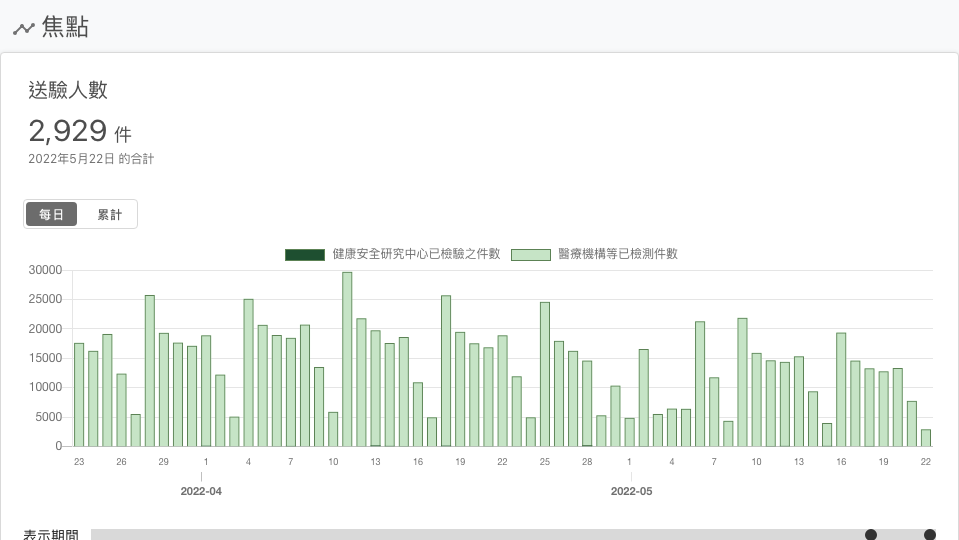 焦點
送驗人數
2,929 件
2022年5月22日 的合計
每日 累計
健康安全研究中心已檢驗之件數 醫療機構等已檢測件數
30000
25000
20000
15000
10000
5000
0
23 26 29 1 4 7 10 13 16 19 22 25 28 1 4 7 10 13 16 19 22
2022-04 2022-05
表示期間